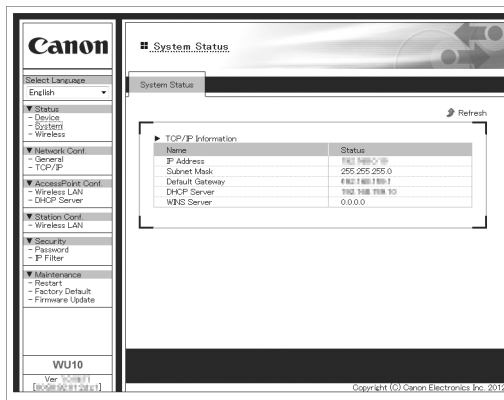 Canon
System Status
Select Language
English
System Status
Refresh
▼ Status
- Device
- System
- Wireless
▼ Network Conf.
- General
- TCP/IP
▼ AccessPoint Conf.
- Wireless LAN
- DHCP Server
▼ Station Conf.
- Wireless LAN
▼ Security
- Password
- IP Filter
▼ Maintenance
- Restart
- Factory Default
- Firmware Update
WU10
Ver
▶ TCP/IP Information
Name Status
IP Address
Subnet Mask 255.255.255.0
Default Gateway
DHCP Server
WINS Server 0.0.0.0
Copyright (C) Canon Electronics Inc. 2012